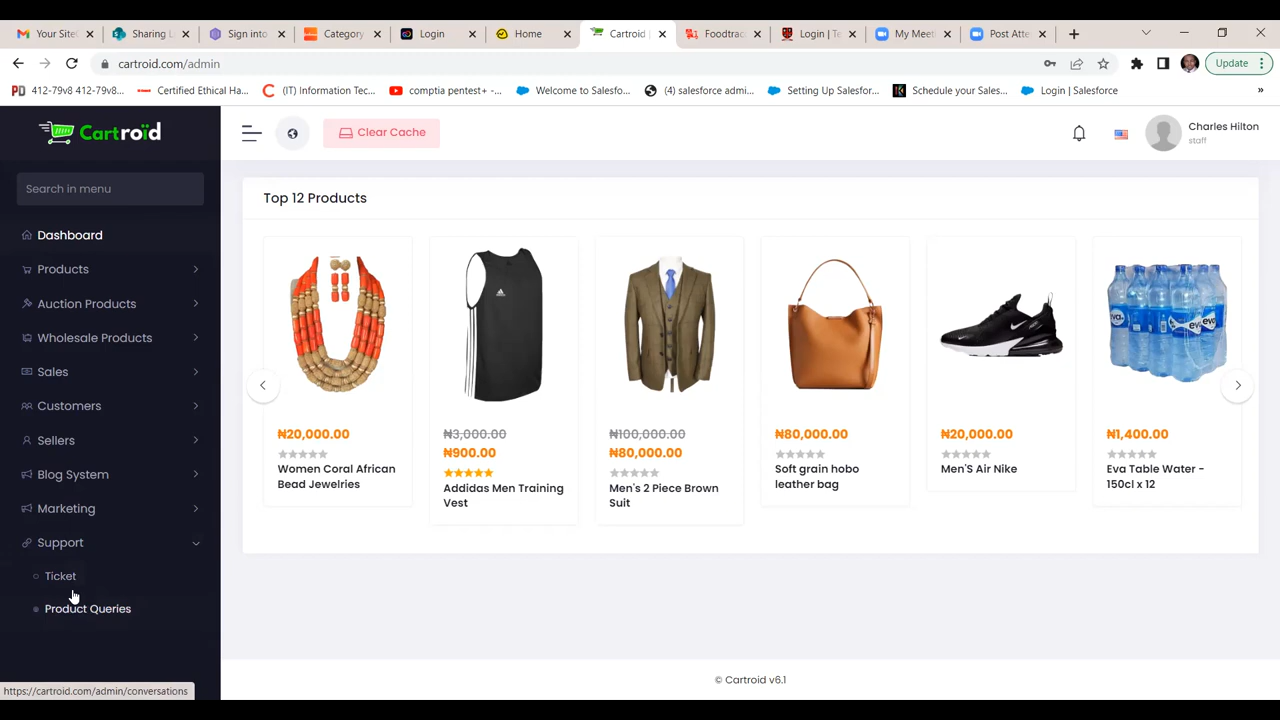 Your Site
Sharing L
Sign into
Category
Login
Home
Cartroid |
Foodtrac
Login | Te
My Meeti
Post Atte
cartroid.com/admin
Update
412-79v8 412-79v8...
Certified Ethical Ha...
(IT) Information Tec...
comptia pentest+ -...
Welcome to Salesfo...
(4) salesforce admi...
Setting Up Salesfor...
Schedule your Sales...
Login | Salesforce
»
Cartroïd
Clear Cache
Charles Hilton
staff
Search in menu
Top 12 Products
Dashboard
Products
Auction Products
Wholesale Products
Sales
Customers
Sellers
Blog System
Marketing
Support
Ticket
Product Queries
₦20,000.00
Women Coral African
Bead Jewelries
₦3,000.00
₦900.00
Addidas Men Training
Vest
₦100,000.00
₦80,000.00
Men's 2 Piece Brown
Suit
₦80,000.00
Soft grain hobo
leather bag
₦20,000.00
Men'S Air Nike
₦1,400.00
Eva Table Water -
150cl x 12
© Cartroid v6.1
https://cartroid.com/admin/conversations